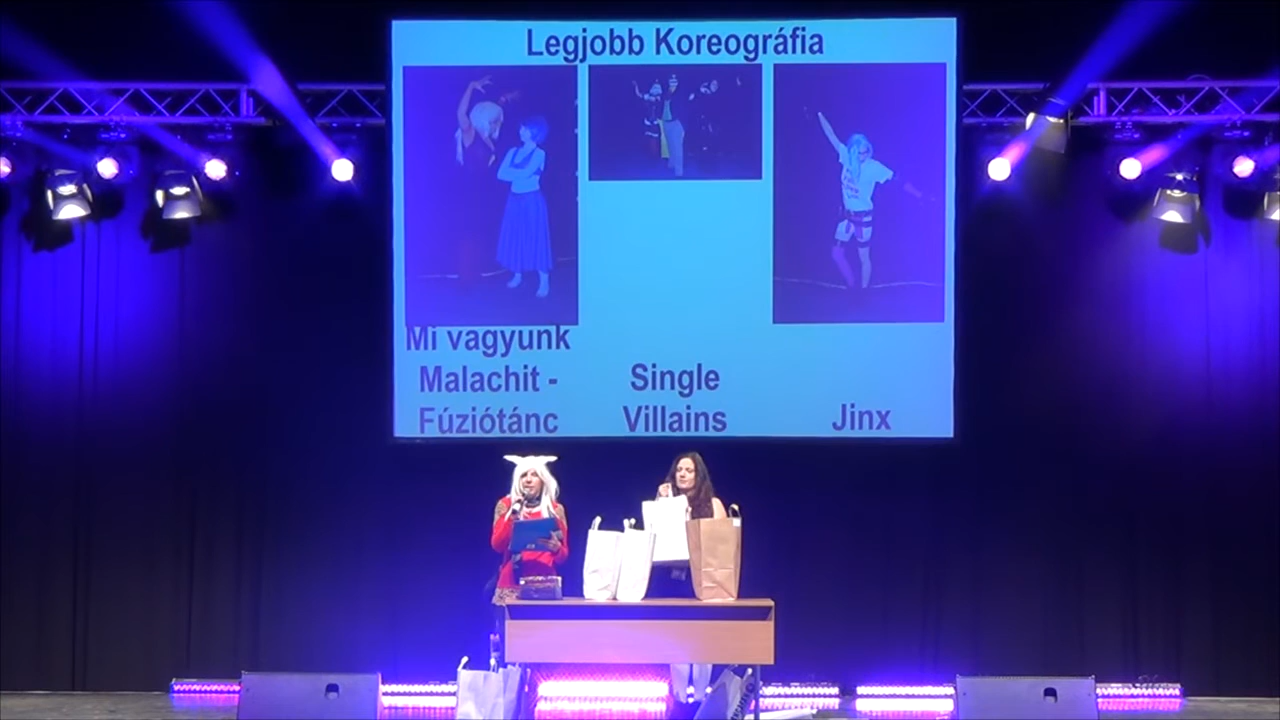 Legjobb Koreográfia
Mi vagyunk
Malachit -
Fúziótánc
Single
Villains
Jinx